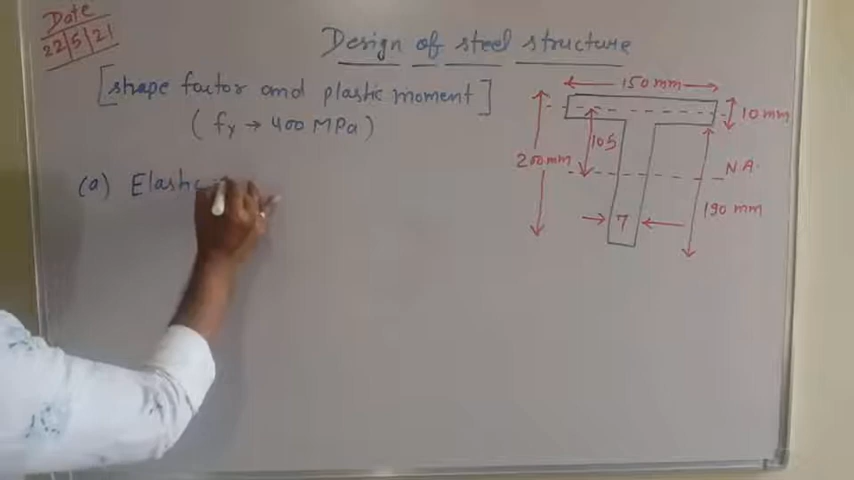 Date
22/5/21
Design of steel structure
[shape factor and plastic moment]
(fy → 400 MPa)
(a) Elastic
150 mm
10 mm
105
200 mm
N.A.
190 mm
7